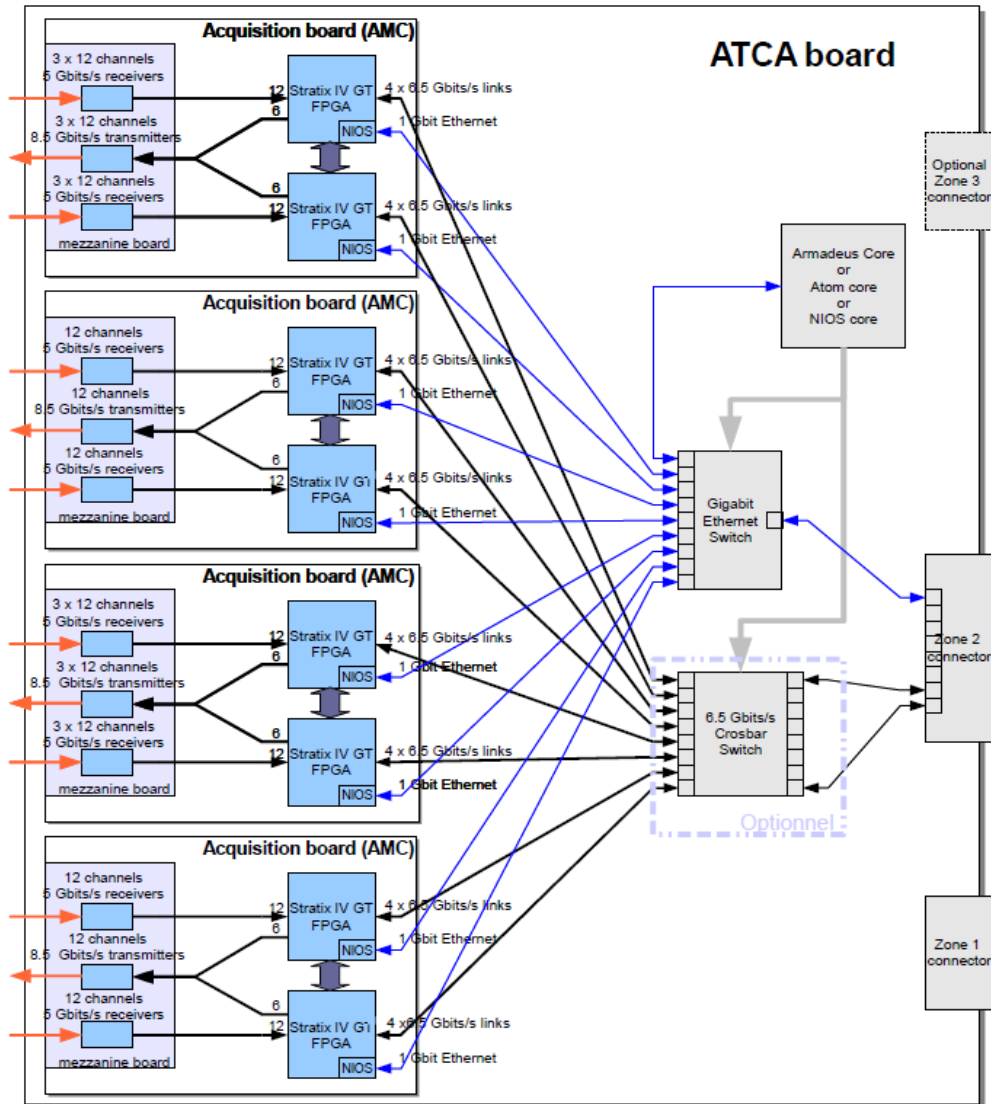 ATCA board
Acquisition board (AMC)
3 x 12 channels
5 Gbits/s receivers
3 x 12 channels
8.5 Gbits/s transmitters
3 x 12 channels
5 Gbits/s receivers
mezzanine board
12
Stratix IV GT
FPGA
6
NIOS
6
12
Stratix IV GT
FPGA
NIOS
4 x 6.5 Gbits/s links
1 Gbit Ethernet
4 x 6.5 Gbits/s links
1 Gbit Ethernet
Acquisition board (AMC)
12 channels
5 Gbits/s receivers
12 channels
8.5 Gbits/s transmitters
12 channels
5 Gbits/s receivers
mezzanine board
12
Stratix IV GT
FPGA
6
NIOS
6
12
Stratix IV GT
FPGA
NIOS
4 x 6.5 Gbits/s links
1 Gbit Ethernet
4 x 6.5 Gbits/s links
1 Gbit Ethernet
Acquisition board (AMC)
3 x 12 channels
5 Gbits/s receivers
3 x 12 channels
8.5 Gbits/s transmitters
3 x 12 channels
5 Gbits/s receivers
mezzanine board
12
Stratix IV GT
FPGA
6
NIOS
6
12
Stratix IV GT
FPGA
NIOS
4 x 6.5 Gbits/s links
1 Gbit Ethernet
4 x 6.5 Gbits/s links
1 Gbit Ethernet
Acquisition board (AMC)
12 channels
5 Gbits/s receivers
12 channels
8.5 Gbits/s transmitters
12 channels
5 Gbits/s receivers
mezzanine board
12
Stratix IV GT
FPGA
6
NIOS
6
12
Stratix IV GT
FPGA
NIOS
4 x 6.5 Gbits/s links
1 Gbit Ethernet
4 x6.5 Gbits/s links
1 Gbit Ethernet
Optional
Zone 3
connector
Armadeus Core
or
Atom core
or
NIOS core
Gigabit
Ethernet
Switch
Zone 2
connector
6.5 Gbits/s
Crosbar
Switch
Optionnel
Zone 1
connector